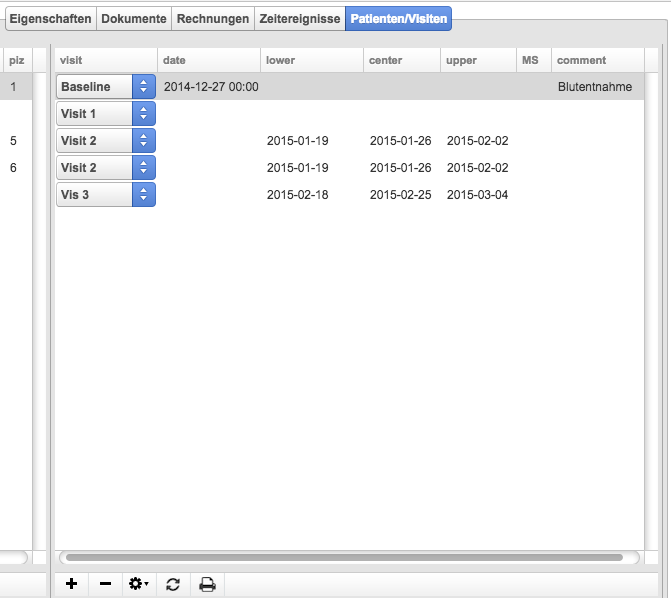 Eigenschaften Dokumente Rechnungen Zeitereignisse Patienten/Visiten
plz visit date lower center upper MS comment
1 Baseline 2014-12-27 00:00 Blutentnahme
Visit 1
5 Visit 2 2015-01-19 2015-01-26 2015-02-02
6 Visit 2 2015-01-19 2015-01-26 2015-02-02
Vis 3 2015-02-18 2015-02-25 2015-03-04